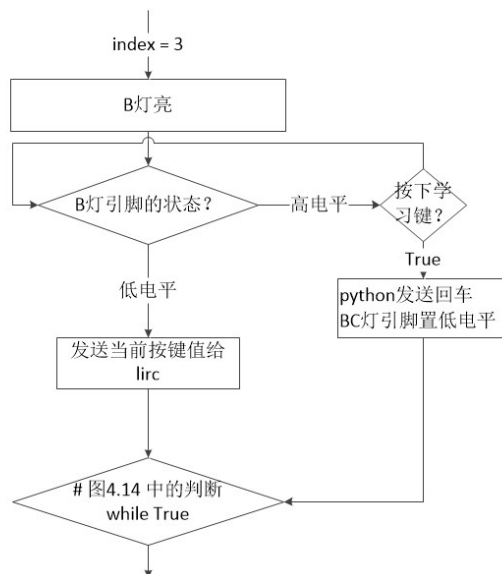 index = 3
B灯亮
B灯引脚的状态？
高电平
按下学
习键？
True
低电平
python发送回车
BC灯引脚置低电平
发送当前按键值给
lirc
# 图4.14 中的判断
while True